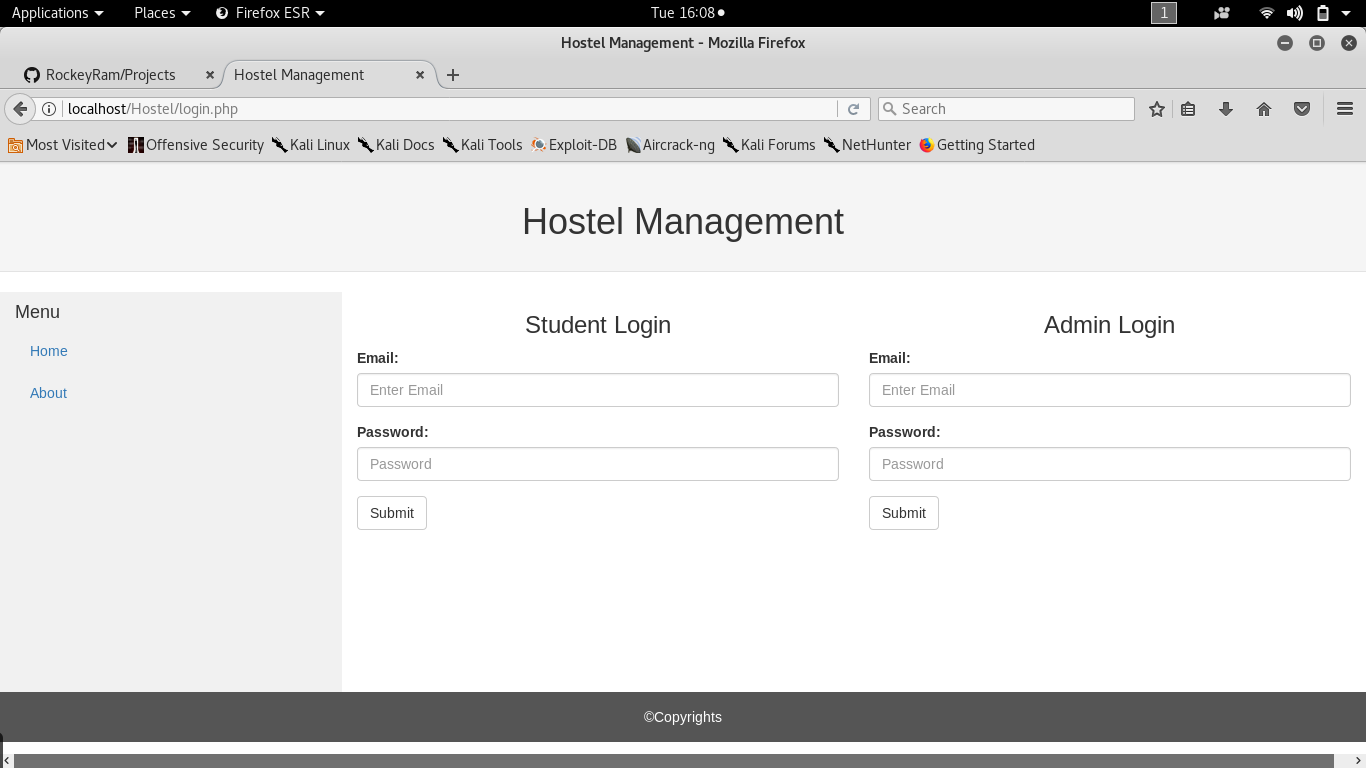 Applications Places Firefox ESR Tue 16:08 1
Hostel Management - Mozilla Firefox
RockeyRam/Projects Hostel Management
localhost/Hostel/login.php Search
Most Visited Offensive Security Kali Linux Kali Docs Kali Tools Exploit-DB Aircrack-ng Kali Forums NetHunter Getting Started
Hostel Management
Menu
Home
About
Student Login
Email:
Enter Email
Password:
Password
Submit
Admin Login
Email:
Enter Email
Password:
Password
Submit
©Copyrights